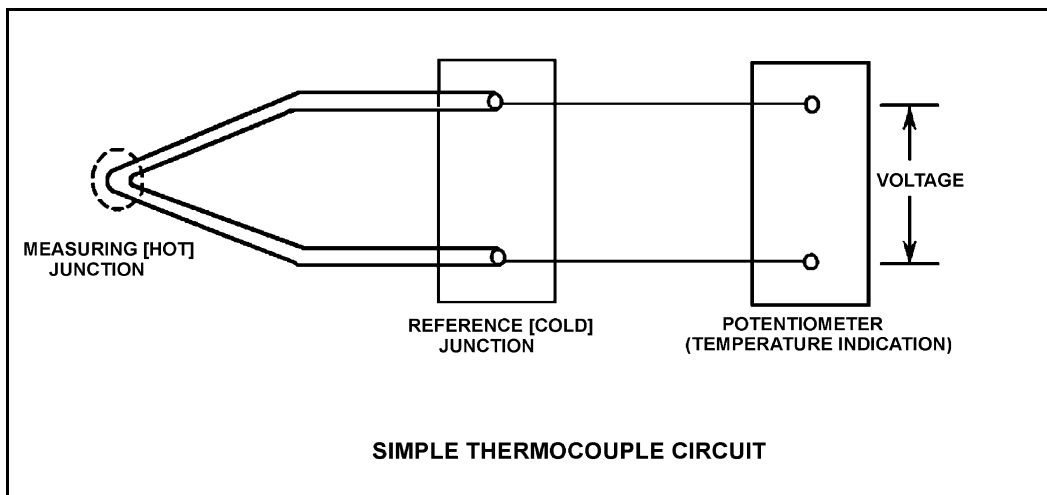 MEASURING [HOT]
JUNCTION
REFERENCE [COLD]
JUNCTION
VOLTAGE
POTENTIOMETER
(TEMPERATURE INDICATION)
SIMPLE THERMOCOUPLE CIRCUIT